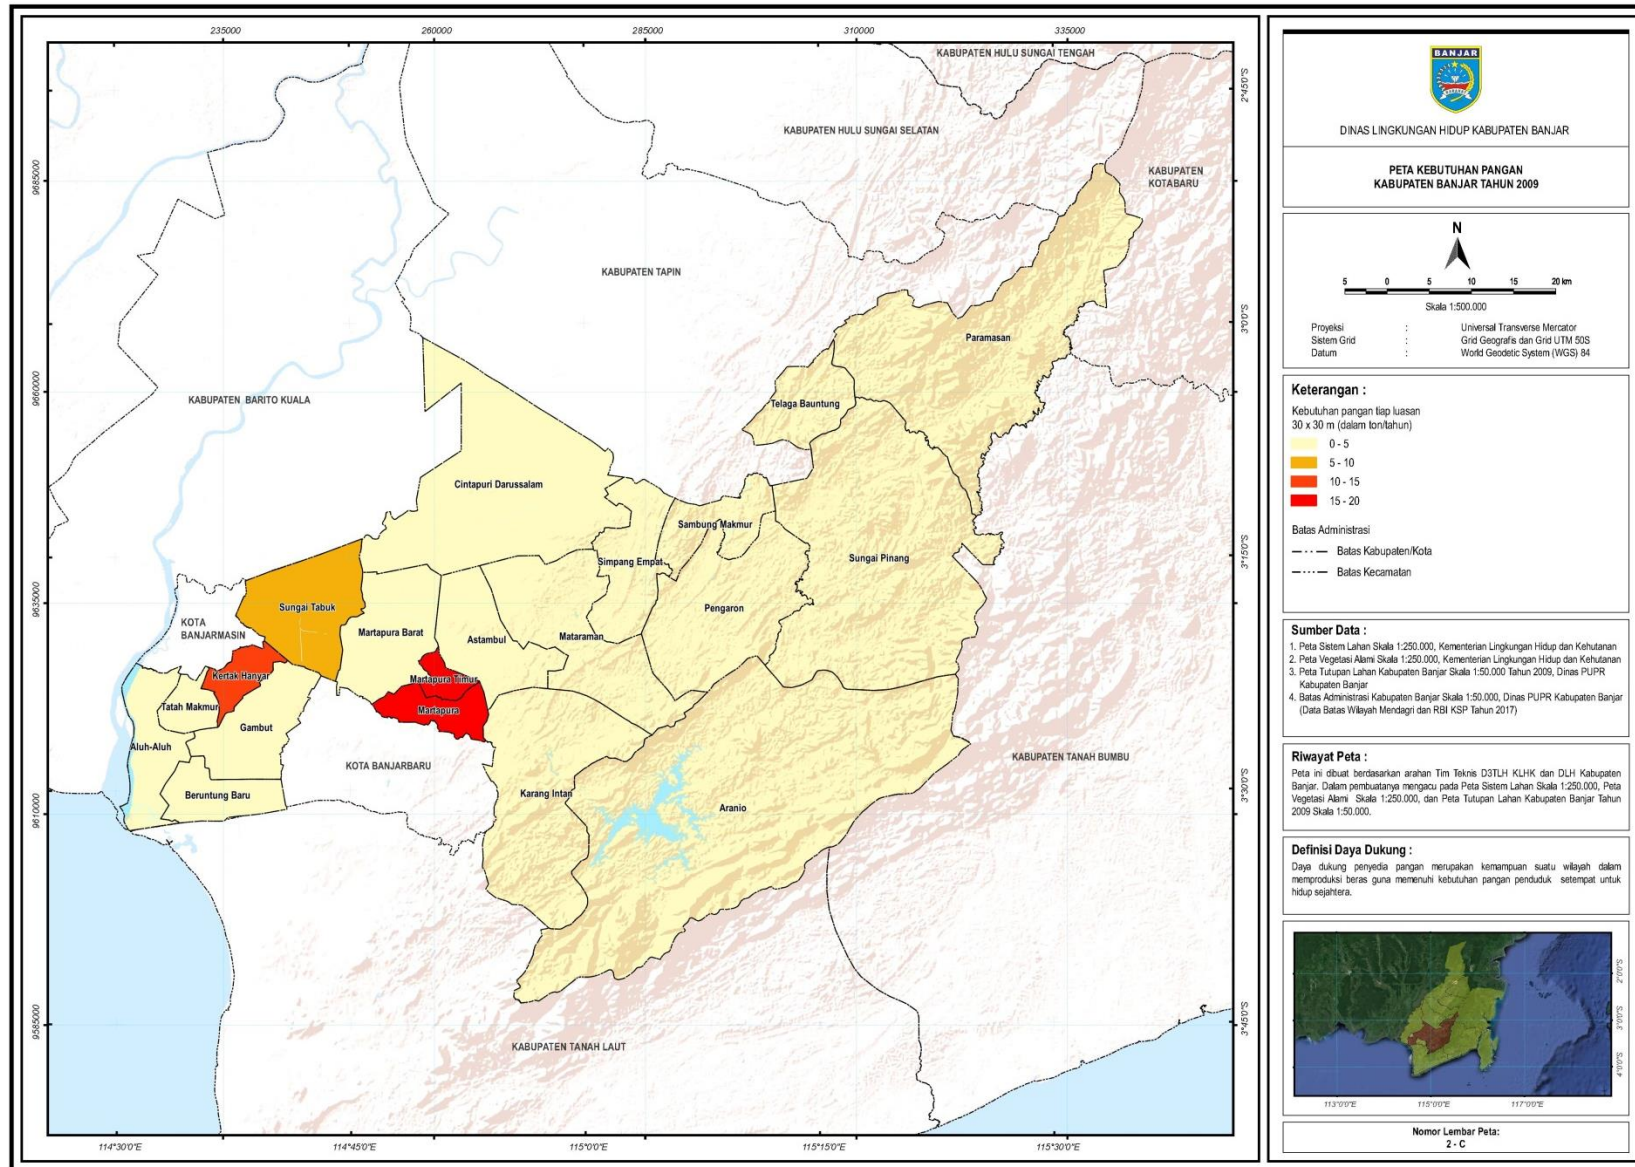 235000
260000
285000
310000
335000
KABUPATEN HULU SUNGAI TENGAH
2°45'0"S
KABUPATEN HULU SUNGAI SELATAN
KABUPATEN
KOTABARU
9685000
KABUPATEN TAPIN
3°0'0"S
Paramasan
9660000
KABUPATEN BARITO KUALA
Telaga Bauntung
Cintapuri Darussalam
Sambung Makmur
Simpang Empat
Sungai Pinang
3°15'0"S
9635000
Sungai Tabuk
KOTA
BANJARMASIN
Martapura Barat
Astambul
Mataraman
Pengaron
Kertak Hanyar
Martapura Timur
Tatah Makmur
Martapura
Gambut
Aluh-Aluh
KOTA BANJARBARU
KABUPATEN TANAH BUMBU
Beruntung Baru
Karang Intan
Aranio
3°30'0"S
9610000
9585000
3°45'0"S
KABUPATEN TANAH LAUT
114°30'0"E
114°45'0"E
115°0'0"E
115°15'0"E
115°30'0"E
BANJAR
DINAS LINGKUNGAN HIDUP KABUPATEN BANJAR
PETA KEBUTUHAN PANGAN
KABUPATEN BANJAR TAHUN 2009
N
5 0 5 10 15 20 km
Skala 1:500.000
Proyeksi : Universal Transverse Mercator
Sistem Grid : Grid Geografis dan Grid UTM 50S
Datum : World Geodetic System (WGS) 84
Keterangan :
Kebutuhan pangan tiap luasan
30 x 30 m (dalam ton/tahun)
0 - 5
5 - 10
10 - 15
15 - 20
Batas Administrasi
Batas Kabupaten/Kota
Batas Kecamatan
Sumber Data :
1. Peta Sistem Lahan Skala 1:250.000, Kementerian Lingkungan Hidup dan Kehutanan
2. Peta Vegetasi Alami Skala 1:250.000, Kementerian Lingkungan Hidup dan Kehutanan
3. Peta Tutupan Lahan Kabupaten Banjar Skala 1:50.000 Tahun 2009, Dinas PUPR
Kabupaten Banjar
4. Batas Administrasi Kabupaten Banjar Skala 1:50.000, Dinas PUPR Kabupaten Banjar
(Data Batas Wilayah Mendagri dan RBI KSP Tahun 2017)
Riwayat Peta :
Peta ini dibuat berdasarkan arahan Tim Teknis D3TLH KLHK dan DLH Kabupaten
Banjar. Dalam pembuatanya mengacu pada Peta Sistem Lahan Skala 1:250.000, Peta
Vegetasi Alami Skala 1:250.000, dan Peta Tutupan Lahan Kabupaten Banjar Tahun
2009 Skala 1:50.000.
Definisi Daya Dukung :
Daya dukung penyedia pangan merupakan kemampuan suatu wilayah dalam
memproduksi beras guna memenuhi kebutuhan pangan penduduk setempat untuk
hidup sejahtera.
2°0'0"S
3°0'0"S
4°0'0"S
113°0'0"E
115°0'0"E
117°0'0"E
Nomor Lembar Peta:
2 - C